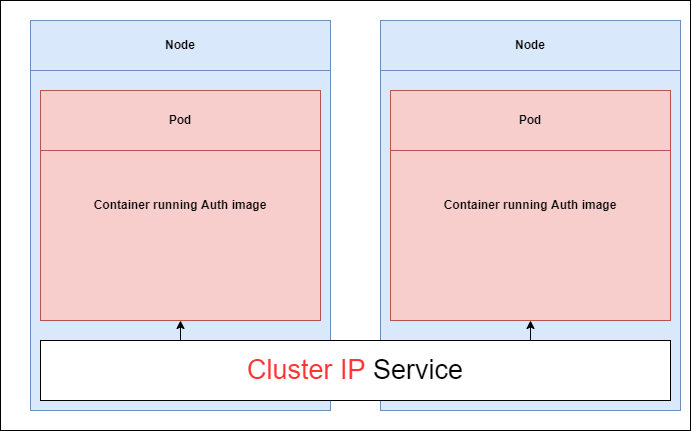 Node
Node
Pod
Pod
Container running Auth image
Container running Auth image
Cluster IP Service